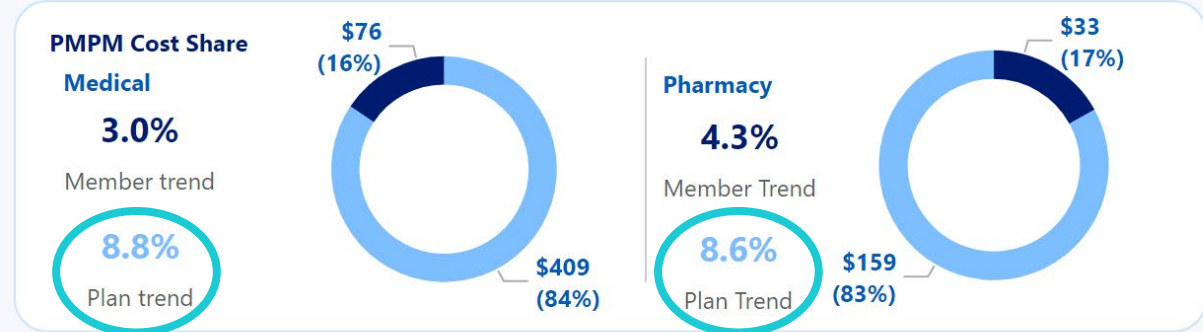 PMPM Cost Share
Medical
3.0%
Member trend
8.8%
Plan trend
$76
(16%)
$409
(84%)
Pharmacy
4.3%
Member Trend
8.6%
Plan Trend
$33
(17%)
$159
(83%)